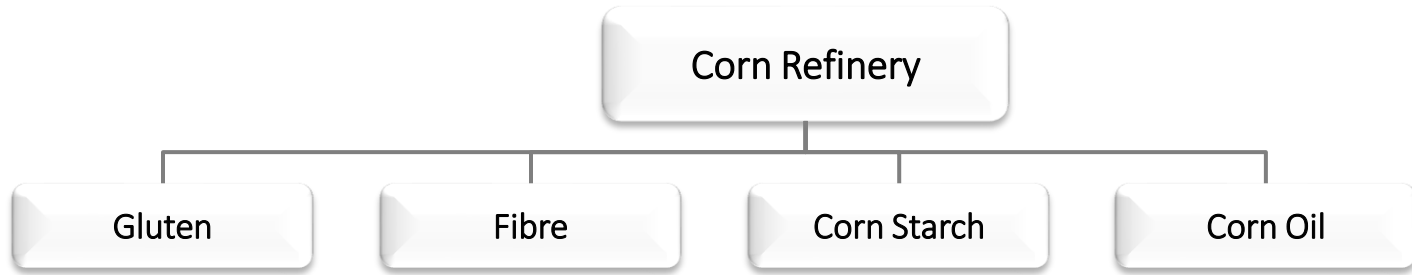 Corn Refinery
Gluten
Fibre
Corn Starch
Corn Oil